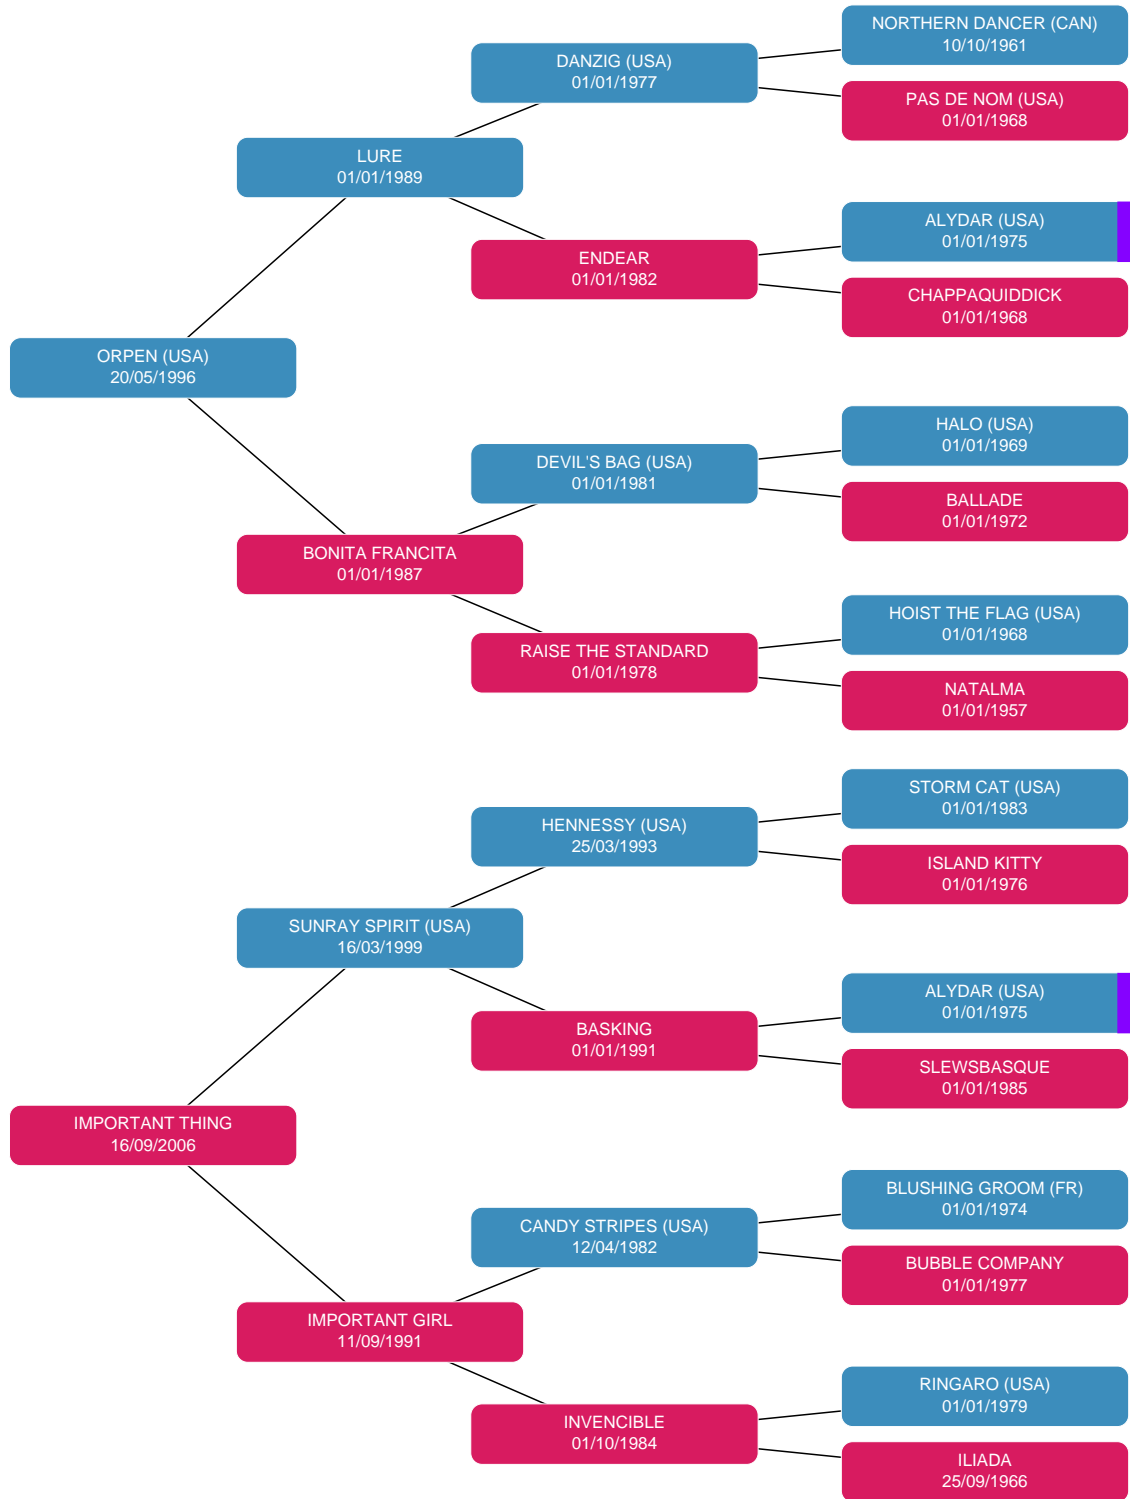 NORTHERN DANCER (CAN)
10/10/1961
DANZIG (USA)
01/01/1977
PAS DE NOM (USA)
01/01/1968
LURE
01/01/1989
ALYDAR (USA)
01/01/1975
ENDEAR
01/01/1982
CHAPPAQUIDDICK
01/01/1968
ORPEN (USA)
20/05/1996
HALO (USA)
01/01/1969
DEVIL'S BAG (USA)
01/01/1981
BALLADE
01/01/1972
BONITA FRANCITA
01/01/1987
HOIST THE FLAG (USA)
01/01/1968
RAISE THE STANDARD
01/01/1978
NATALMA
01/01/1957
STORM CAT (USA)
01/01/1983
HENNESSY (USA)
25/03/1993
ISLAND KITTY
01/01/1976
SUNRAY SPIRIT (USA)
16/03/1999
ALYDAR (USA)
01/01/1975
BASKING
01/01/1991
SLEWSBASQUE
01/01/1985
IMPORTANT THING
16/09/2006
BLUSHING GROOM (FR)
01/01/1974
CANDY STRIPES (USA)
12/04/1982
BUBBLE COMPANY
01/01/1977
IMPORTANT GIRL
11/09/1991
RINGARO (USA)
01/01/1979
INVENCIBLE
01/10/1984
ILIADA
25/09/1966